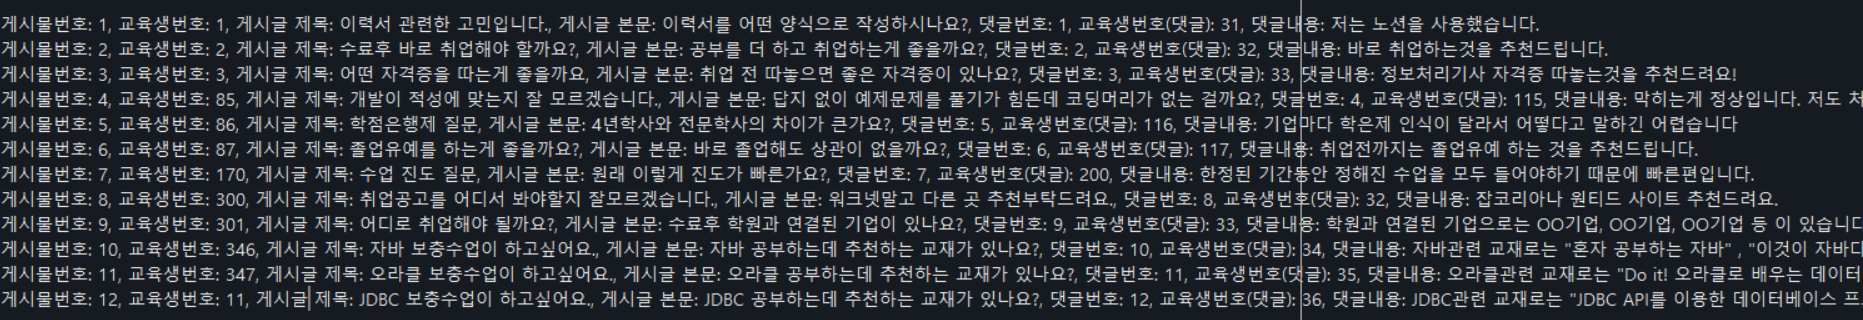 게시물번호: 1, 교육생번호: 1, 게시글 제목: 이력서 관련한 고민입니다., 게시글 본문: 이력서를 어떤 양식으로 작성하시나요?, 댓글번호: 1, 교육생번호(댓글): 31, 댓글내용: 저는 노션을 사용했습니다.
게시물번호: 2, 교육생번호: 2, 게시글 제목: 수료후 바로 취업해야 할까요?, 게시글 본문: 공부를 더 하고 취업하는게 좋을까요?, 댓글번호: 2, 교육생번호(댓글): 32, 댓글내용: 바로 취업하는것을 추천드립니다.
게시물번호: 3, 교육생번호: 3, 게시글 제목: 어떤 자격증을 따는게 좋을까요, 게시글 본문: 취업 전 따놓으면 좋은 자격증이 있나요?, 댓글번호: 3, 교육생번호(댓글): 33, 댓글내용: 정보처리기사 자격증 따놓는것을 추천드려요!
게시물번호: 4, 교육생번호: 85, 게시글 제목: 개발이 적성에 맞는지 잘 모르겠습니다., 게시글 본문: 답지 없이 예제문제를 풀기가 힘든데 코딩머리가 없는 걸까요?, 댓글번호: 4, 교육생번호(댓글): 115, 댓글내용: 막히는게 정상입니다. 저도 처
게시물번호: 5, 교육생번호: 86, 게시글 제목: 학점은행제 질문, 게시글 본문: 4년학사와 전문학사의 차이가 큰가요?, 댓글번호: 5, 교육생번호(댓글): 116, 댓글내용: 기업마다 학은제 인식이 달라서 어떻다고 말하긴 어렵습니다
게시물번호: 6, 교육생번호: 87, 게시글 제목: 졸업유예를 하는게 좋을까요?, 게시글 본문: 바로 졸업해도 상관이 없을까요?, 댓글번호: 6, 교육생번호(댓글): 117, 댓글내용: 취업전까지는 졸업유예 하는 것을 추천드립니다.
게시물번호: 7, 교육생번호: 170, 게시글 제목: 수업 진도 질문, 게시글 본문: 원래 이렇게 진도가 빠른가요?, 댓글번호: 7, 교육생번호(댓글): 200, 댓글내용: 한정된 기간동안 정해진 수업을 모두 들어야하기 때문에 빠른편입니다.
게시물번호: 8, 교육생번호: 300, 게시글 제목: 취업공고를 어디서 봐야할지 잘모르겠습니다., 게시글 본문: 워크넷말고 다른 곳 추천부탁드려요., 댓글번호: 8, 교육생번호(댓글): 32, 댓글내용: 잡코리아나 원티드 사이트 추천드려요.
게시물번호: 9, 교육생번호: 301, 게시글 제목: 어디로 취업해야 될까요?, 게시글 본문: 수료후 학원과 연결된 기업이 있나요?, 댓글번호: 9, 교육생번호(댓글): 33, 댓글내용: 학원과 연결된 기업으로는 OO기업, OO기업, OO기업 등 이 있습니다
게시물번호: 10, 교육생번호: 346, 게시글 제목: 자바 보충수업이 하고싶어요., 게시글 본문: 자바 공부하는데 추천하는 교재가 있나요?, 댓글번호: 10, 교육생번호(댓글): 34, 댓글내용: 자바관련 교재로는 "혼자 공부하는 자바" , "이것이 자바다
게시물번호: 11, 교육생번호: 347, 게시글 제목: 오라클 보충수업이 하고싶어요., 게시글 본문: 오라클 공부하는데 추천하는 교재가 있나요?, 댓글번호: 11, 교육생번호(댓글): 35, 댓글내용: 오라클관련 교재로는 "Do it! 오라클로 배우는 데이터
게시물번호: 12, 교육생번호: 11, 게시글 제목: JDBC 보충수업이 하고싶어요., 게시글 본문: JDBC 공부하는데 추천하는 교재가 있나요?, 댓글번호: 12, 교육생번호(댓글): 36, 댓글내용: JDBC관련 교재로는 "JDBC API를 이용한 데이터베이스 프